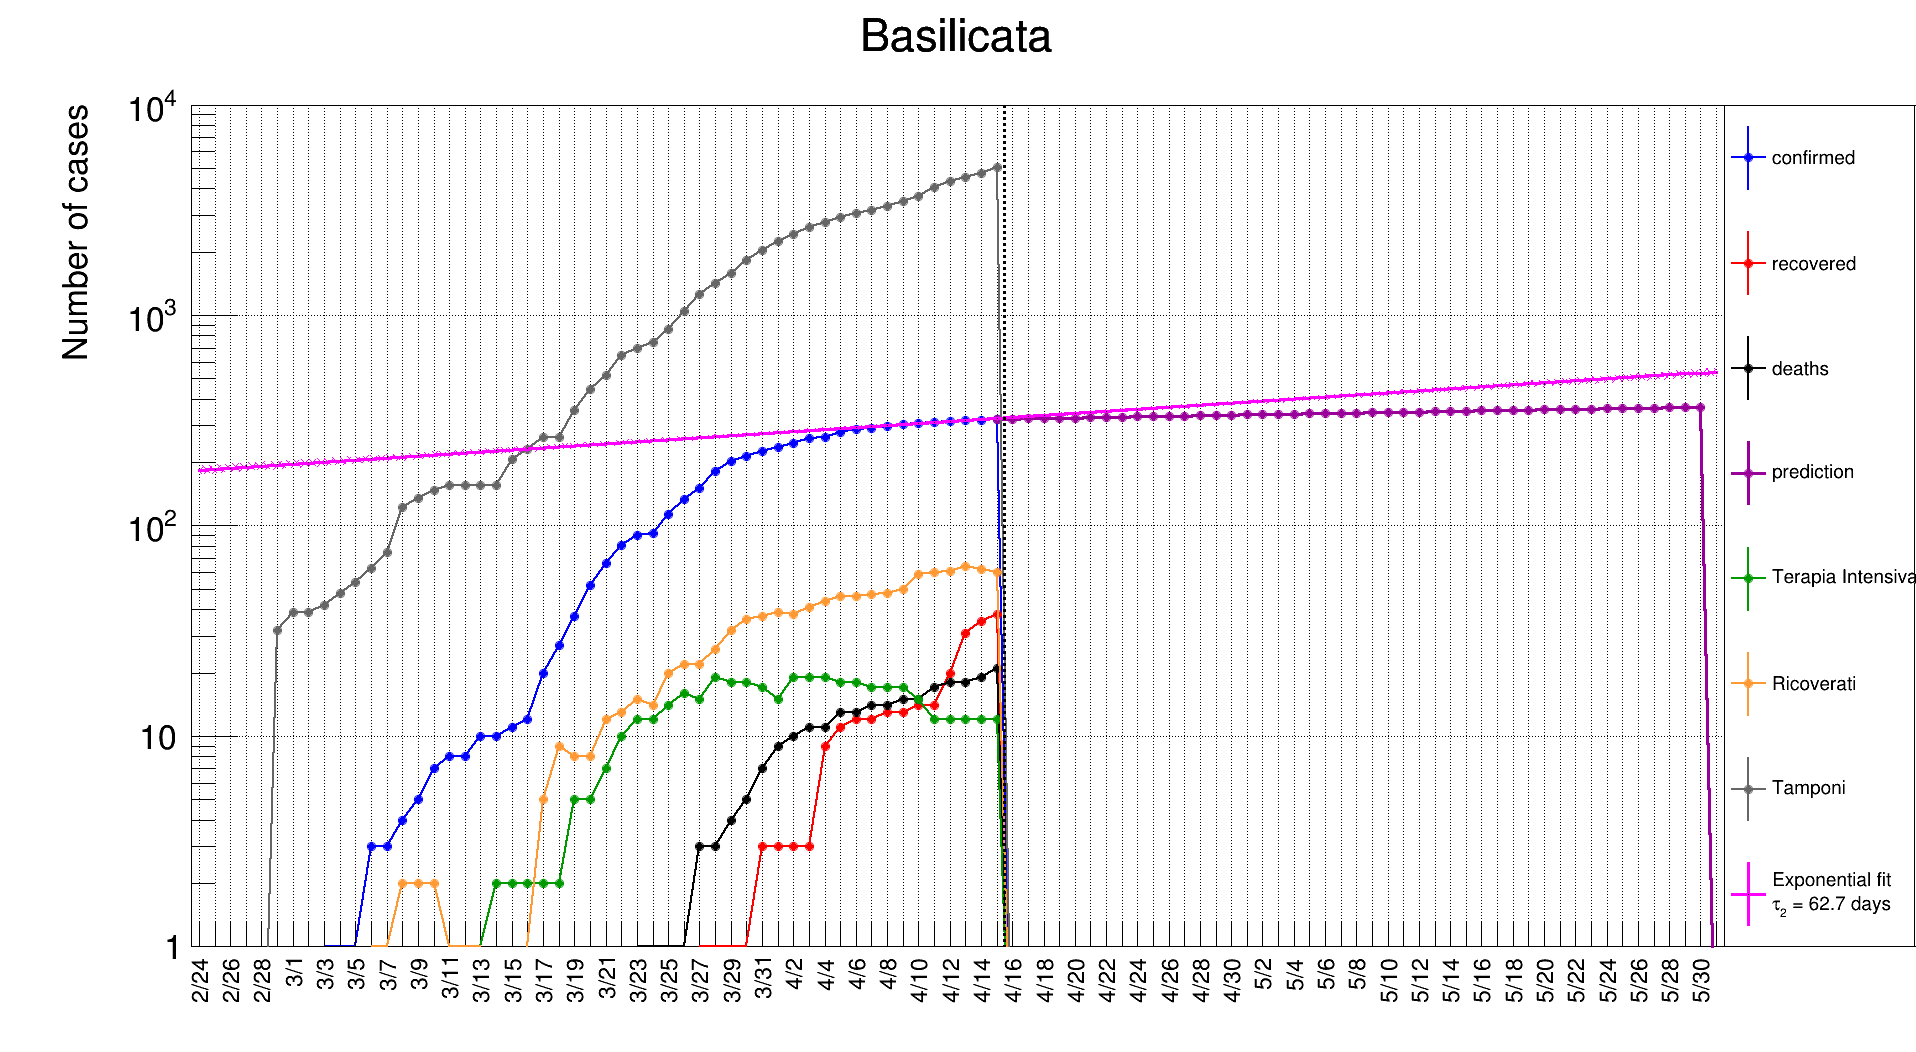 Basilicata
Number of cases
10^4
10^3
10^2
10
1
2/24 2/26 2/28 3/1 3/3 3/5 3/7 3/9 3/11 3/13 3/15 3/17 3/19 3/21 3/23 3/25 3/27 3/29 3/31 4/2 4/4 4/6 4/8 4/10 4/12 4/14 4/16 4/18 4/20 4/22 4/24 4/26 4/28 4/30 5/2 5/4 5/6 5/8 5/10 5/12 5/14 5/16 5/18 5/20 5/22 5/24 5/26 5/28 5/30
confirmed
recovered
deaths
prediction
Terapia Intensiva
Ricoverati
Tamponi
Exponential fit
τ₂ = 62.7 days